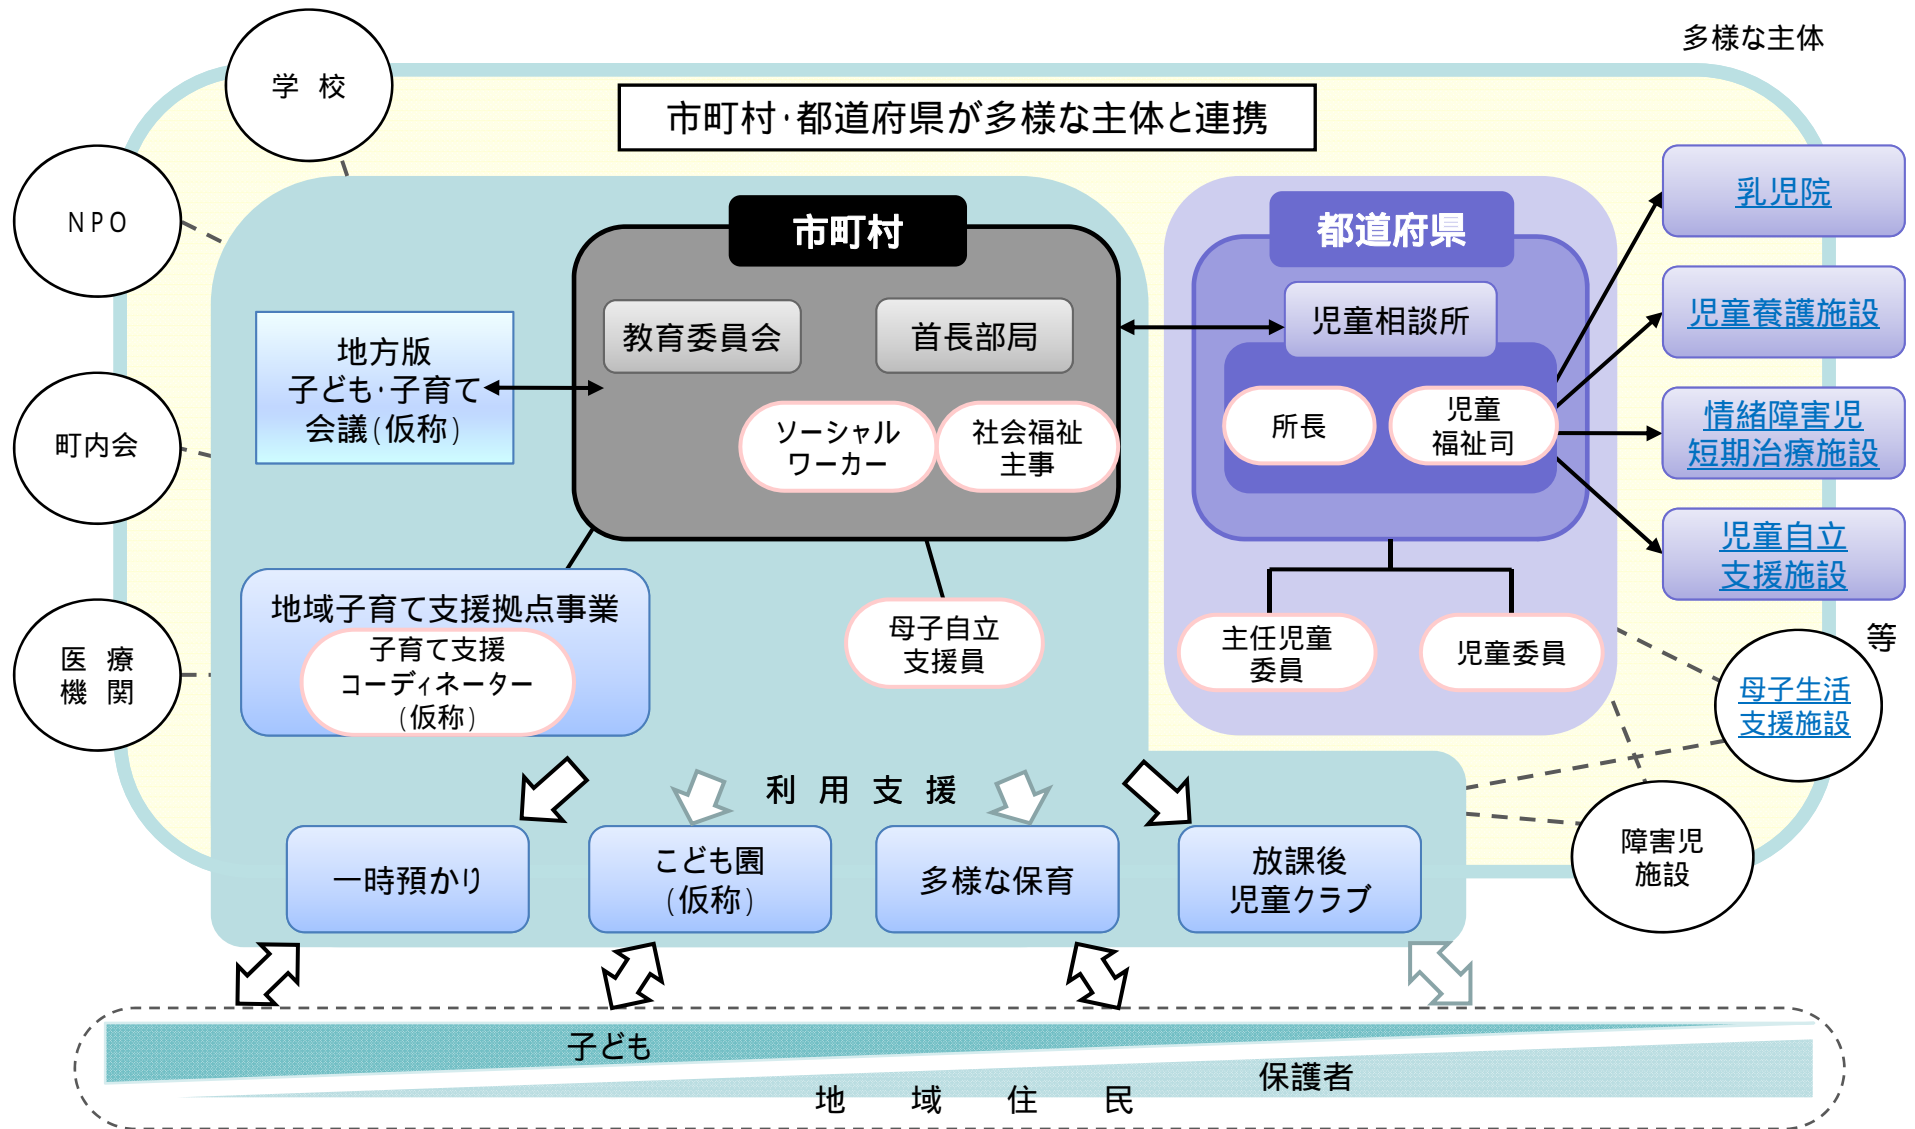 多様な主体
学 校
市町村・都道府県が多様な主体と連携
NPO
町内会
医 療
機 関
市町村
教育委員会
首長部局
ソーシャル
ワーカー
社会福祉
主事
地方版
子ども・子育て
会議(仮称)
地域子育て支援拠点事業
子育て支援
コーディネーター
(仮称)
母子自立
支援員
都道府県
児童相談所
所長
児童
福祉司
主任児童
委員
児童委員
乳児院
児童養護施設
情緒障害児
短期治療施設
児童自立
支援施設
等
母子生活
支援施設
障害児
施設
利 用 支 援
一時預かり
こども園
(仮称)
多様な保育
放課後
児童クラブ
子ども
保護者
地 域 住 民